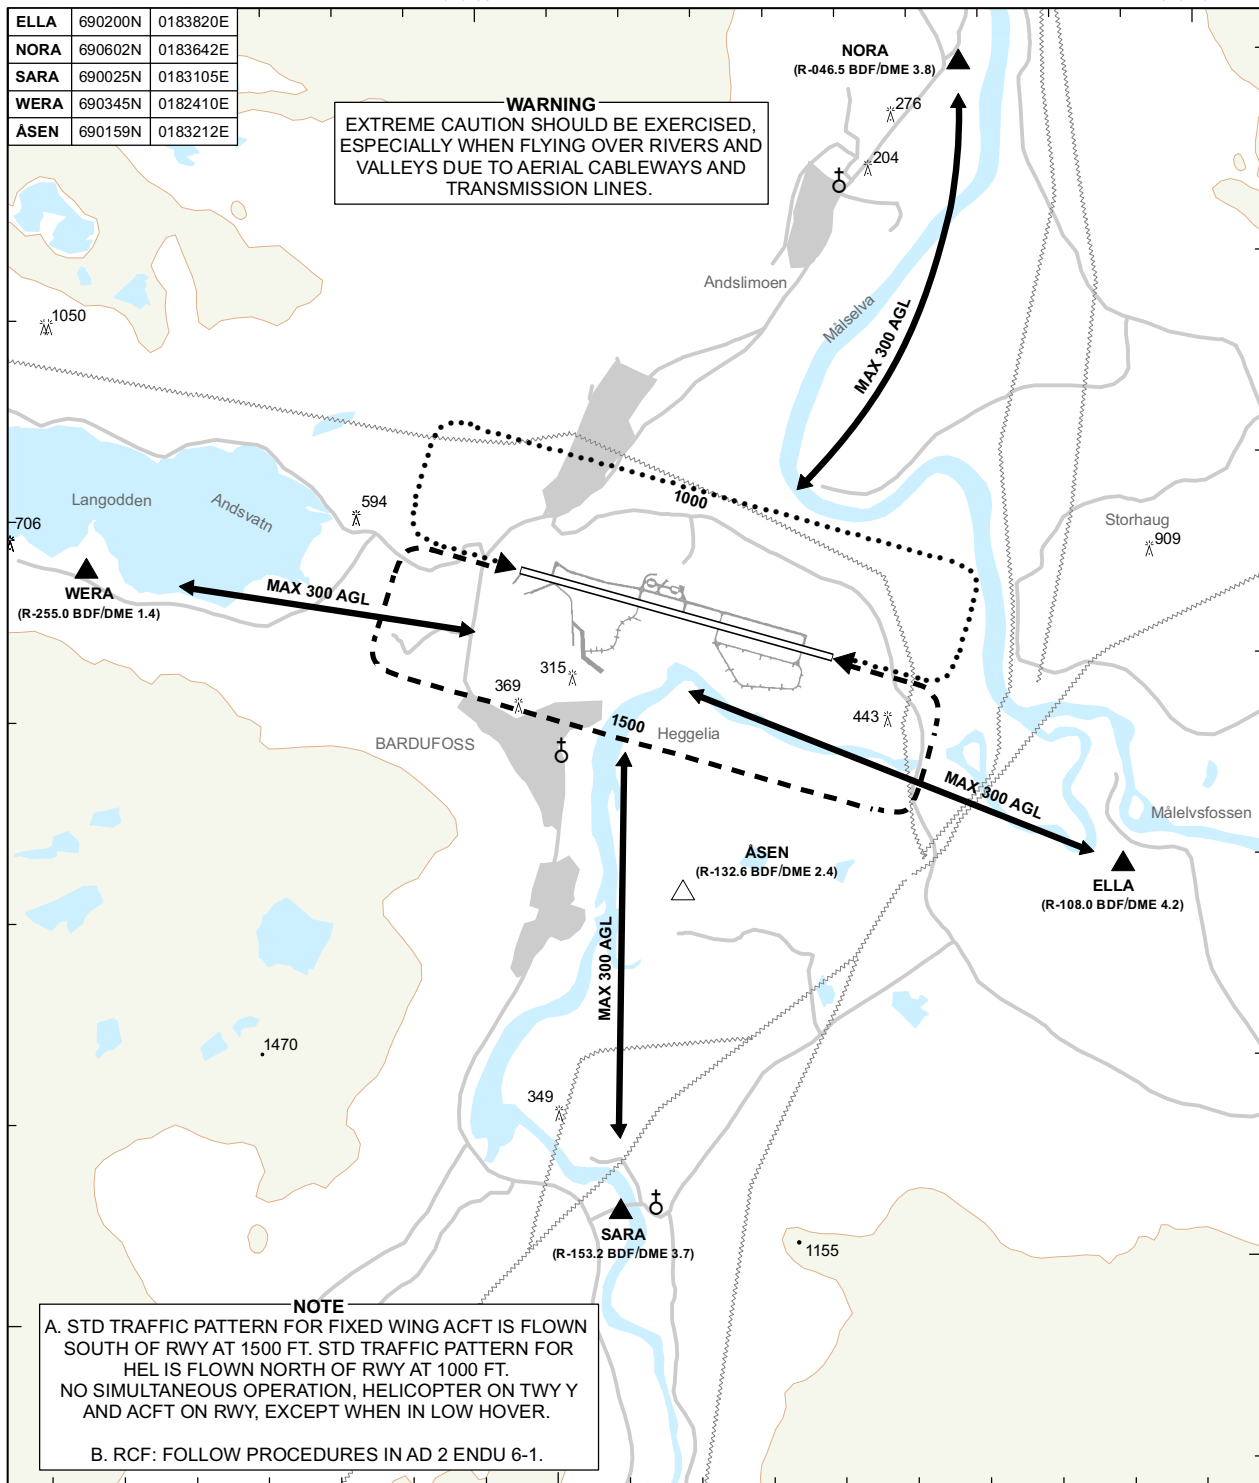 ELLA 690200N 0183820E
NORA 690602N 0183642E
SARA 690025N 0183105E
WERA 690345N 0182410E
ÅSEN 690159N 0183212E
NORA
(R-046.5 BDF/DME 3.8)
WARNING
EXTREME CAUTION SHOULD BE EXERCISED,
ESPECIALLY WHEN FLYING OVER RIVERS AND
VALLEYS DUE TO AERIAL CABLEWAYS AND
TRANSMISSION LINES.
276
204
Andslimoen
Målselva
MAX 300 AGL
1050
1000
Langodden
Andsvatn
594
706
Storhaug
909
WERA
(R-255.0 BDF/DME 1.4)
MAX 300 AGL
315
369
443
1500
Heggelia
BARDUFOSS
MAX 300 AGL
Målelvsfossen
ÅSEN
(R-132.6 BDF/DME 2.4)
ELLA
(R-108.0 BDF/DME 4.2)
MAX 300 AGL
1470
349
SARA
(R-153.2 BDF/DME 3.7)
1155
NOTE
A. STD TRAFFIC PATTERN FOR FIXED WING ACFT IS FLOWN
SOUTH OF RWY AT 1500 FT. STD TRAFFIC PATTERN FOR
HEL IS FLOWN NORTH OF RWY AT 1000 FT.
NO SIMULTANEOUS OPERATION, HELICOPTER ON TWY Y
AND ACFT ON RWY, EXCEPT WHEN IN LOW HOVER.
B. RCF: FOLLOW PROCEDURES IN AD 2 ENDU 6-1.